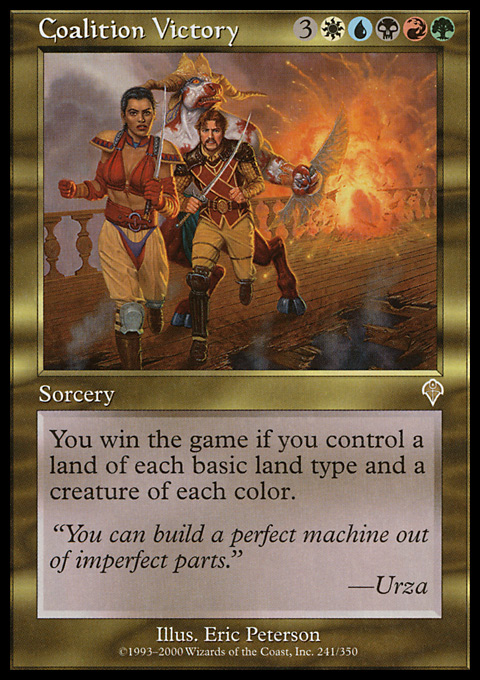 Coalition Victory 3
Sorcery
You win the game if you control a
land of each basic land type and a
creature of each color.
“You can build a perfect machine out
of imperfect parts.”
—Urza
Illus. Eric Peterson
©1993–2000 Wizards of the Coast, Inc. 241/350